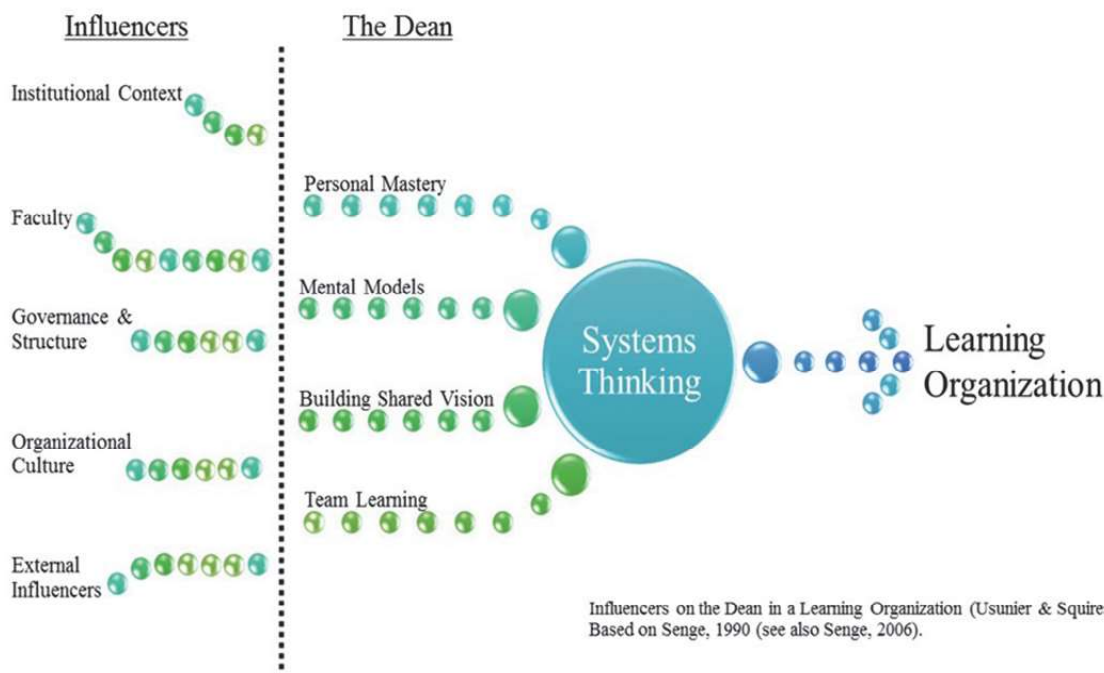 Influencers
The Dean
Institutional Context
Faculty
Governance &
Structure
Organizational
Culture
External
Influencers
Personal Mastery
Mental Models
Building Shared Vision
Team Learning
Systems
Thinking
Learning
Organization
Influencers on the Dean in a Learning Organization (Usunier & Squire
Based on Senge, 1990 (see also Senge, 2006).